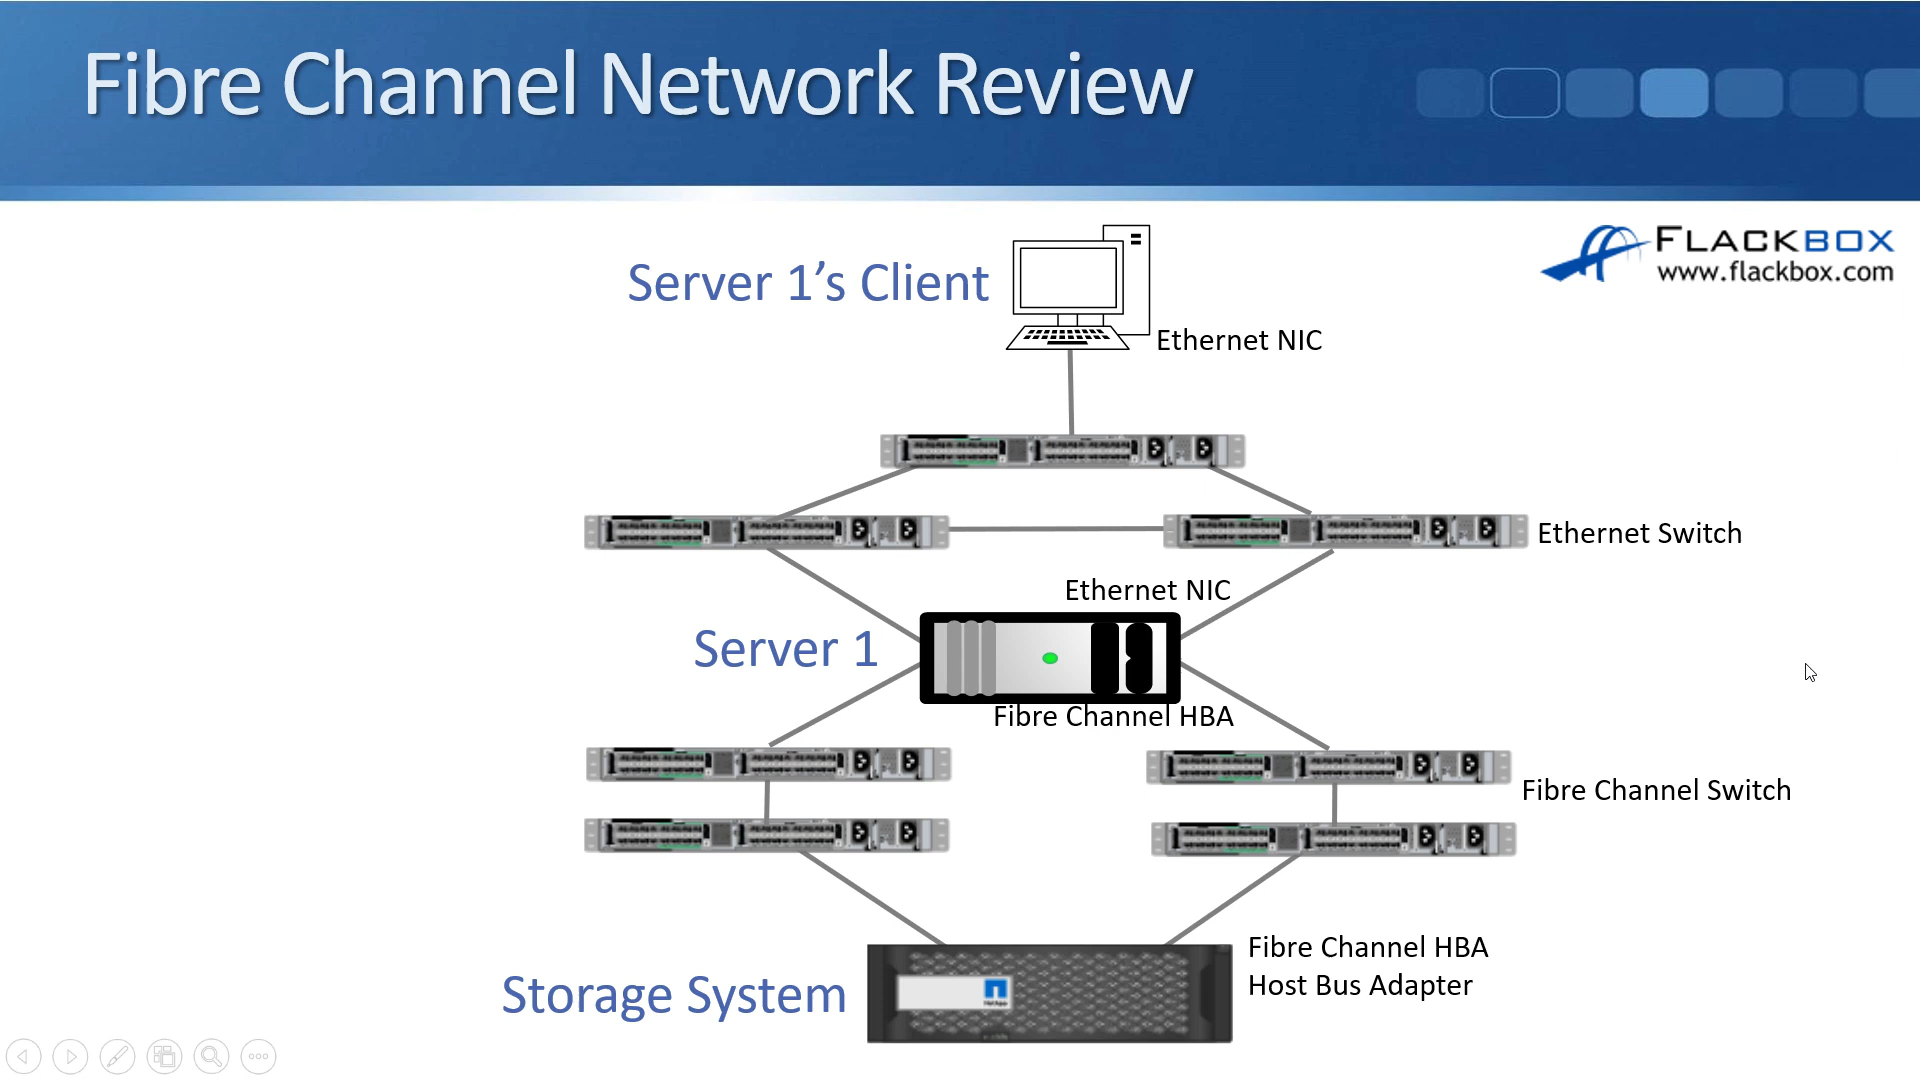 Fibre Channel Network Review
FLACKBOX
www.flackbox.com
Server 1’s Client
Ethernet NIC
Ethernet Switch
Ethernet NIC
Server 1
Fibre Channel HBA
Fibre Channel Switch
Storage System
Fibre Channel HBA
Host Bus Adapter
NetApp